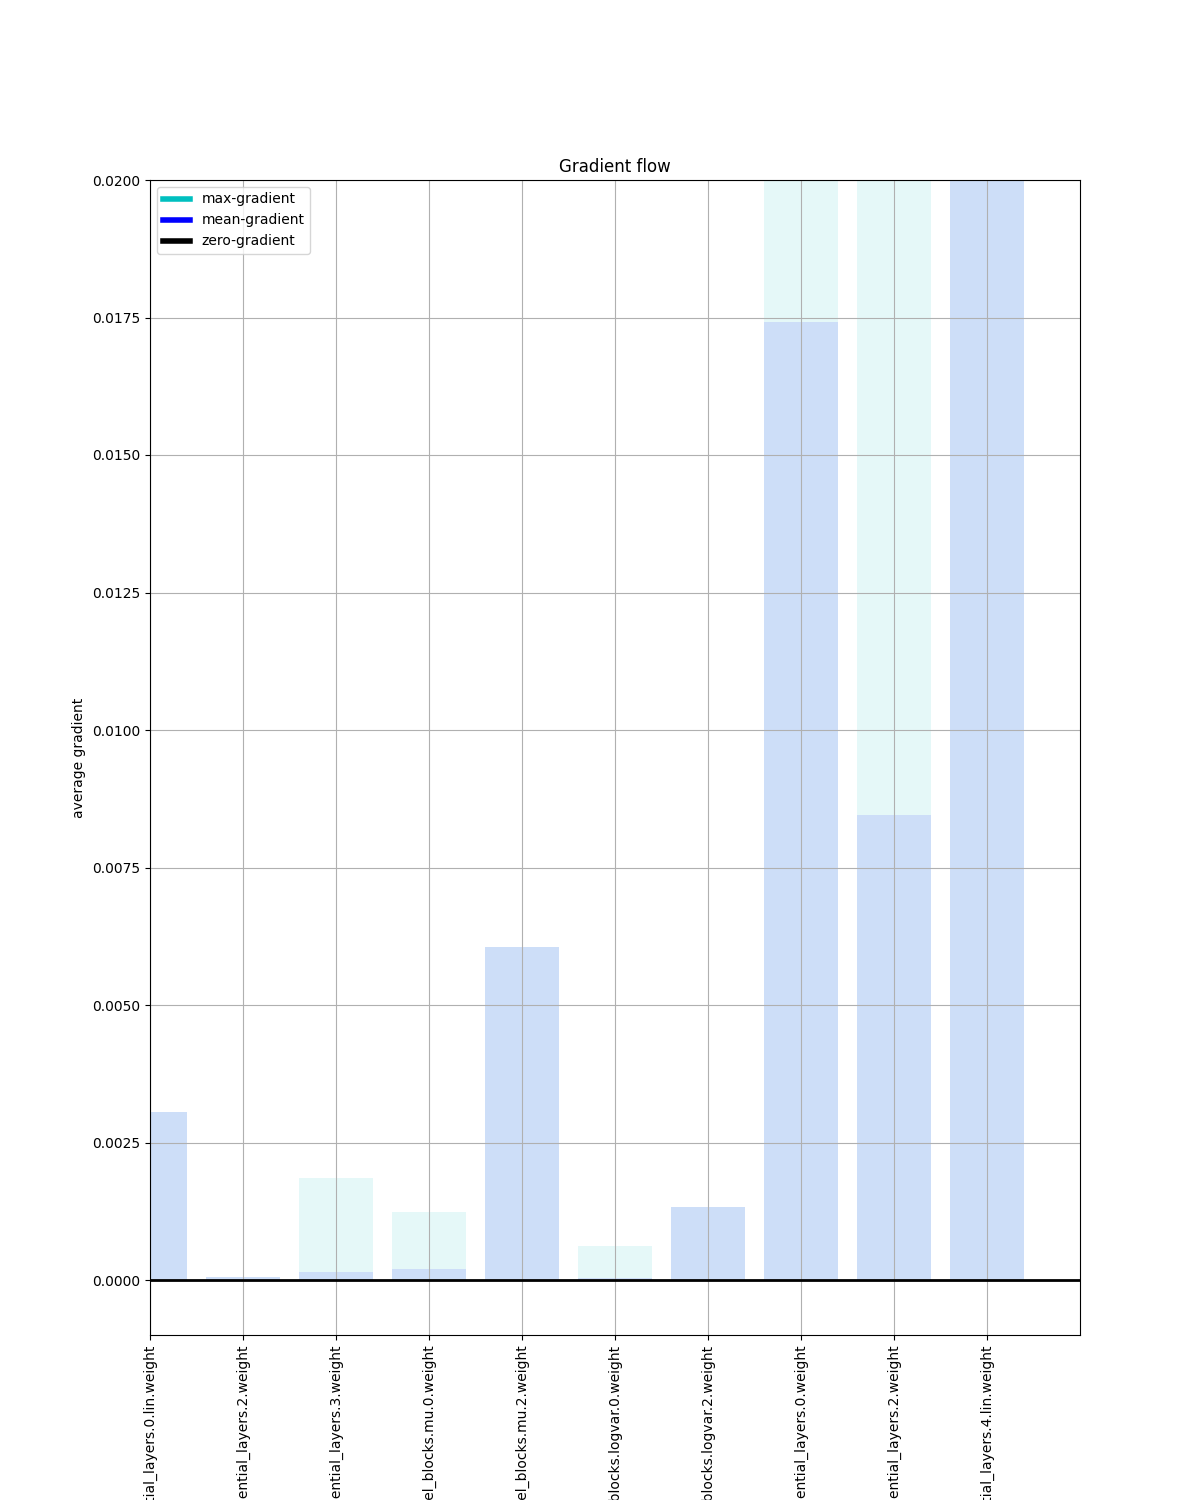 Gradient flow
max-gradient
mean-gradient
zero-gradient
0.0200
0.0175
0.0150
0.0125
0.0100
0.0075
0.0050
0.0025
0.0000
average gradient
tial_layers.0.lin.weight
ential_layers.2.weight
ential_layers.3.weight
el_blocks.mu.0.weight
el_blocks.mu.2.weight
blocks.logvar.0.weight
blocks.logvar.2.weight
ential_layers.0.weight
ential_layers.2.weight
tial_layers.4.lin.weight